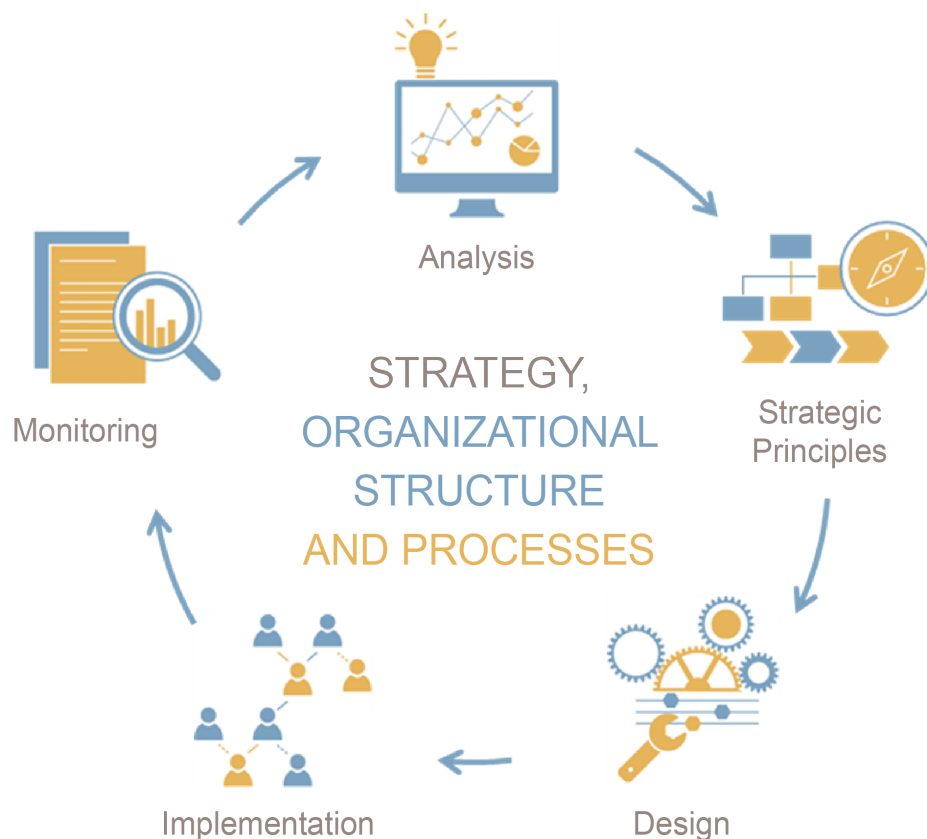 Analysis
Strategic
Principles
Design
Implementation
Monitoring
STRATEGY,
ORGANIZATIONAL
STRUCTURE
AND PROCESSES